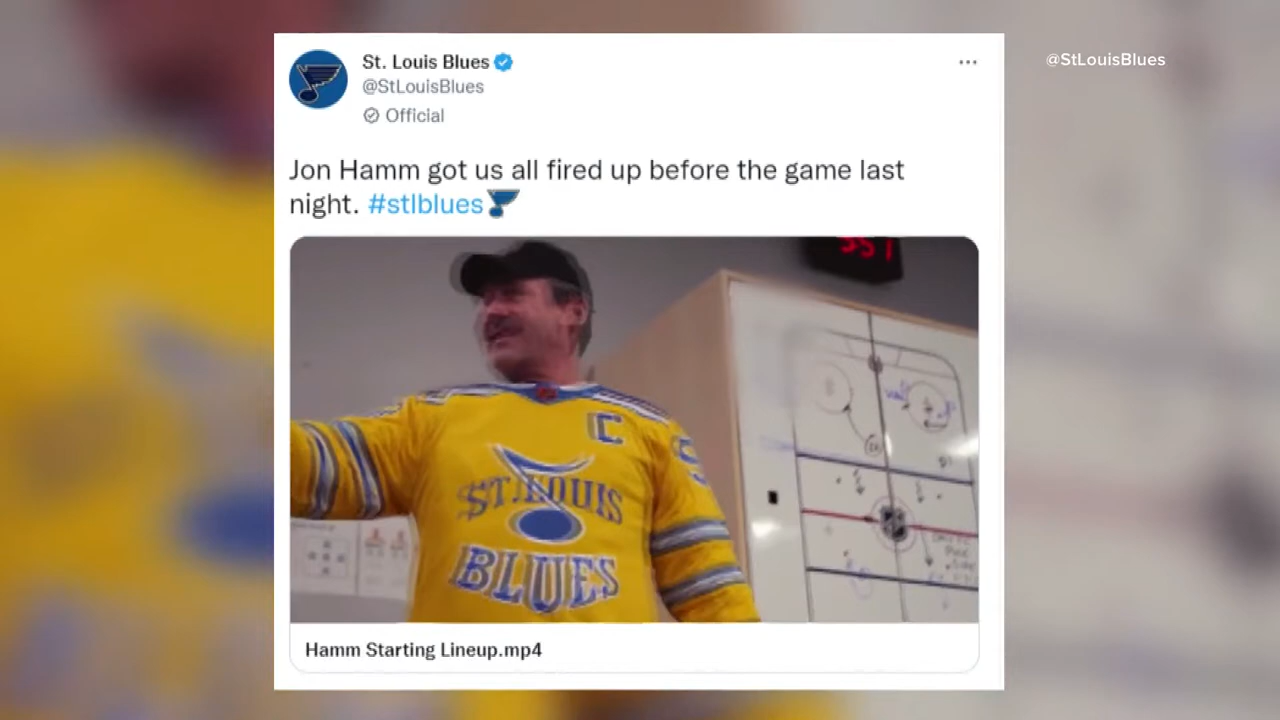 St. Louis Blues
@StLouisBlues
@StLouisBlues
Official
Jon Hamm got us all fired up before the game last
night. #stlblues
557
C
ST. LOUIS
BLUES
Hamm Starting Lineup.mp4